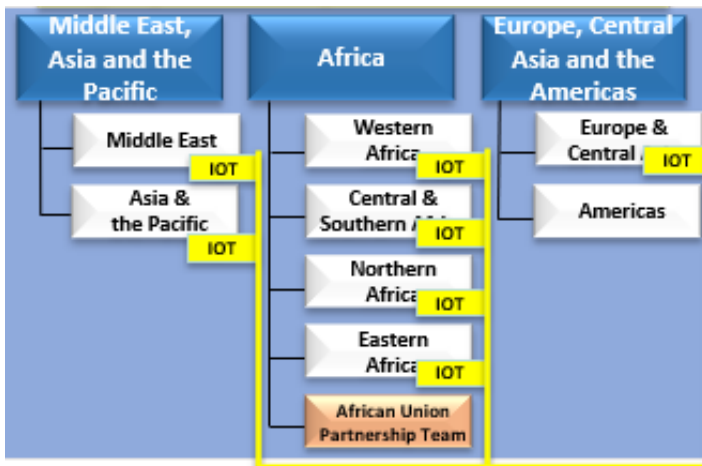 Middle East,
Asia and the
Pacific
Middle East
IOT
Asia &
the Pacific
IOT
Africa
Western
Africa
IOT
Central &
Southern
IOT
Northern
Africa
IOT
Eastern
Africa
IOT
African Union
Partnership Team
Europe, Central
Asia and the
Americas
Europe &
Central
IOT
Americas